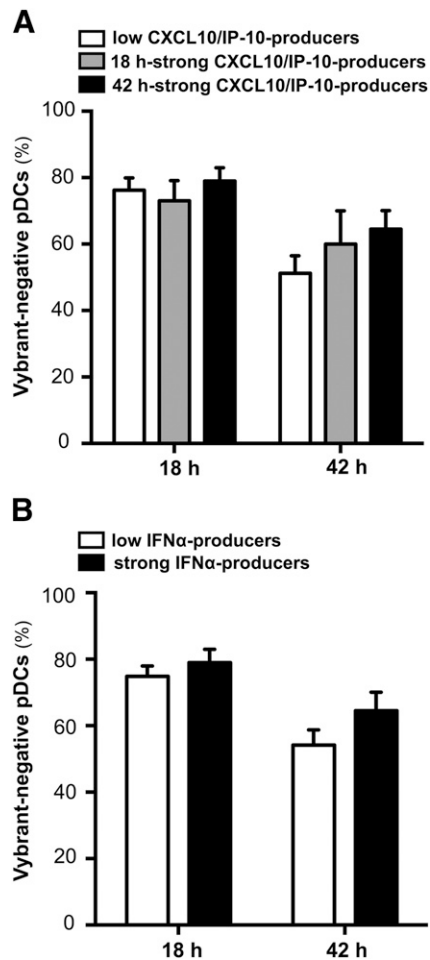 A
low CXCL10/IP-10-producers
18 h-strong CXCL10/IP-10-producers
42 h-strong CXCL10/IP-10-producers
Vybrant-negative pDCs (%)
100
80
60
40
20
0
18 h
42 h
B
low IFNα-producers
strong IFNα-producers
Vybrant-negative pDCs (%)
100
80
60
40
20
0
18 h
42 h